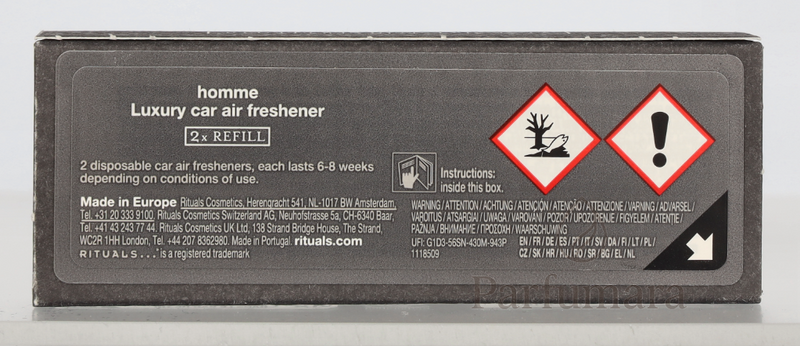 homme
Luxury car air freshener
2x REFILL
2 disposable car air fresheners, each lasts 6-8 weeks
depending on conditions of use.
Instructions:
inside this box.
Made in Europe Rituals Cosmetics, Herengracht 541, NL-1017 BW Amsterdam,
Tel. +31 20 333 9100. Rituals Cosmetics Switzerland AG, Neuhofstrasse 5a, CH-6340 Baar,
Tel. +41 43 243 77 44. Rituals Cosmetics UK Ltd, 138 Strand Bridge House, The Strand,
WC2R 1HH London, Tel. +44 207 8362980. Made in Portugal. rituals.com
RITUALS...® is a registered trademark
WARNING / ATTENTION / ACHTUNG / ATENCIÓN / ATENÇÃO / ATTENZIONE / VARNING / ADVARSEL /
VAROITUS / ATSARGIAI / UWAGA / VAROVANI / POZOR / UPOZORENJE / FIGYELEM / ATENTIE /
PAŽNJA / ВНИМАНИЕ / ΠΡΟΣΟΧΗ / WAARSCHUWING
UFI: G1D3-56SN-430M-943P
1118509
EN / FR / DE / ES / PT / IT / SV / DA / FI / LT / PL /
CZ / SK / HR / HU / RO / SR / BG / EL / NL
Parfumara